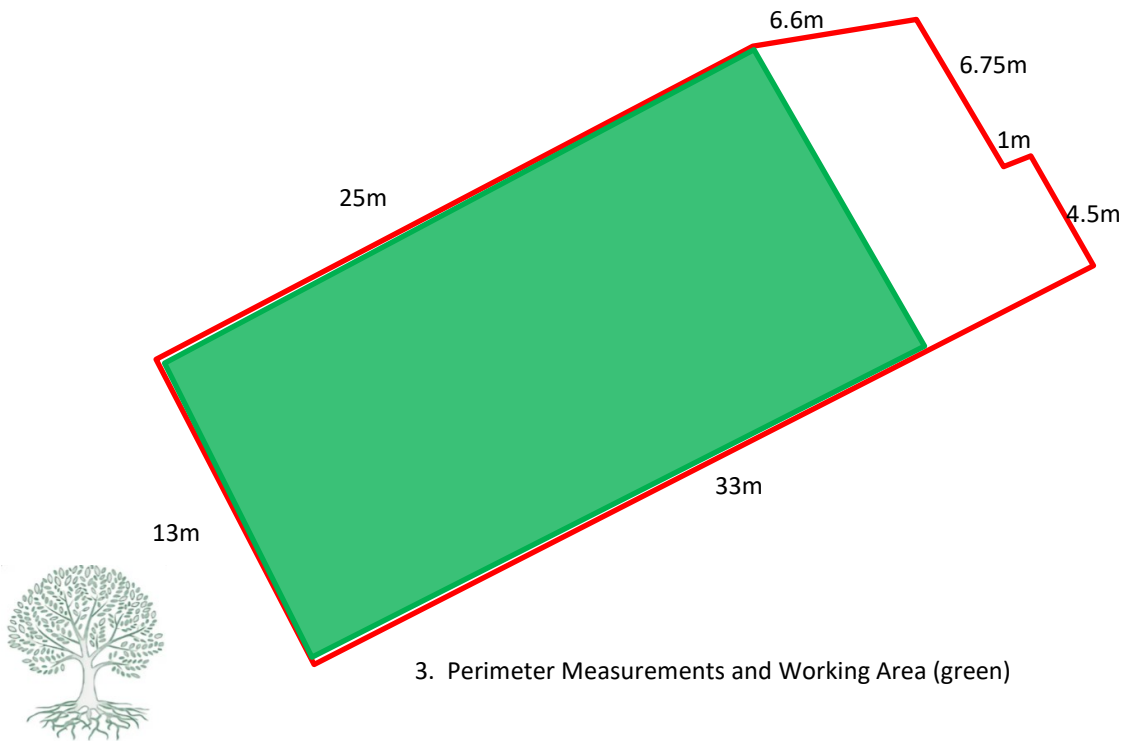 6.6m
6.75m
1m
25m
4.5m
33m
13m
3. Perimeter Measurements and Working Area (green)